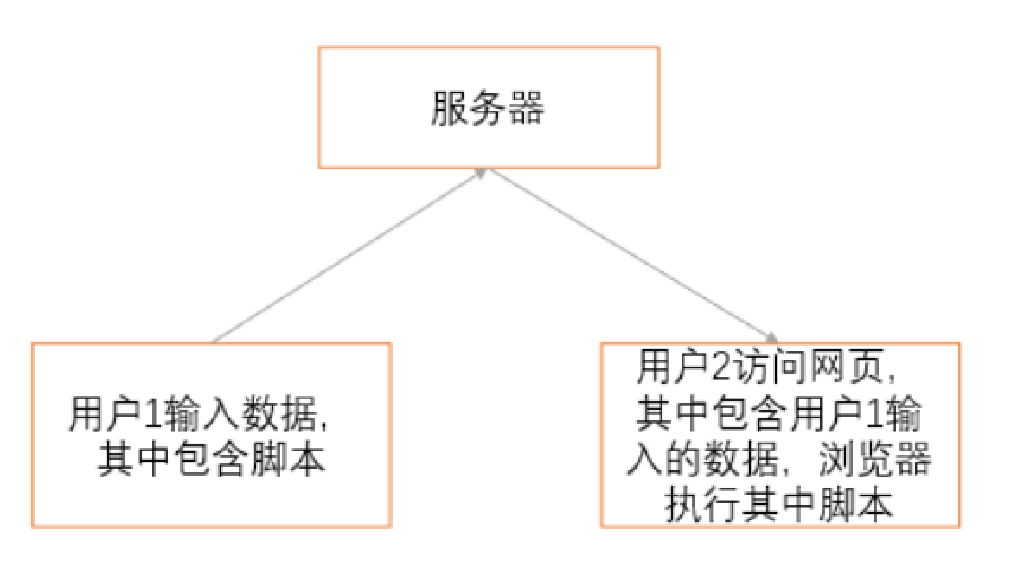 服务器
用户1输入数据，
其中包含脚本
用户2访问网页，
其中包含用户1输
入的数据，浏览器
执行其中脚本